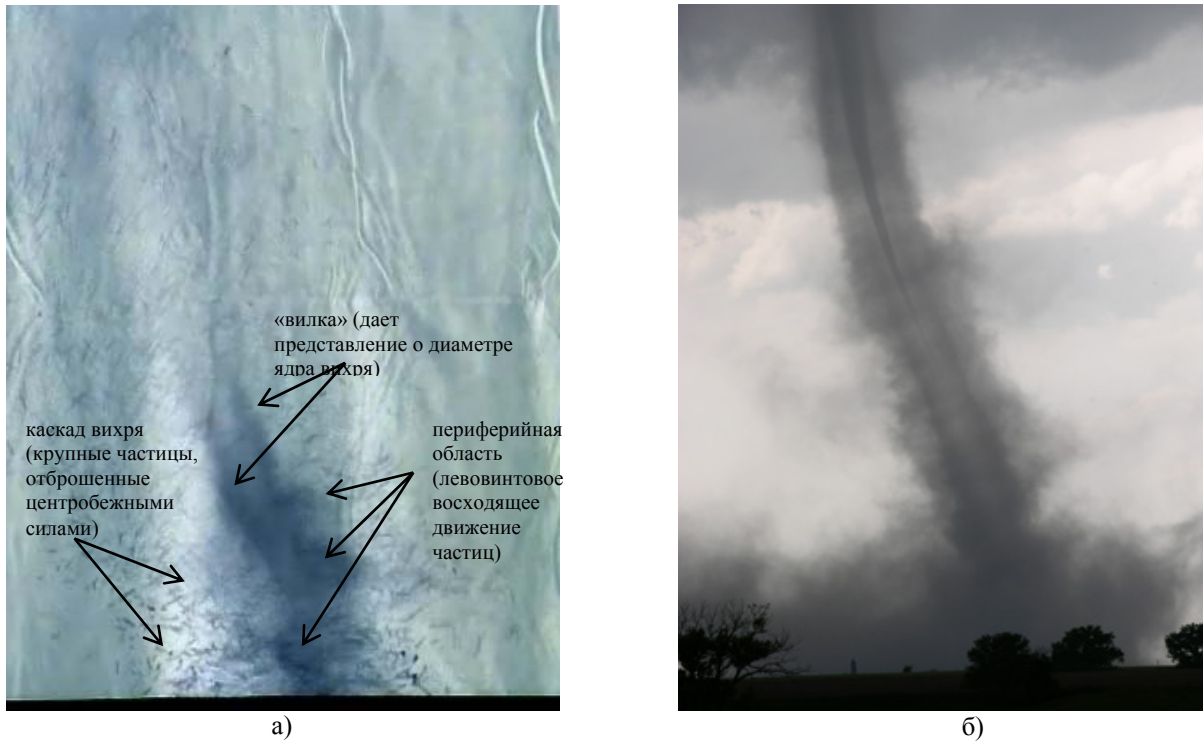 «вилка» (дает
представление о диаметре
ядра вихря)
каскад вихря
(крупные частицы,
отброшенные
центробежными
силами)
периферийная
область
(левовинтовое
восходящее
движение
частиц)
а)
б)